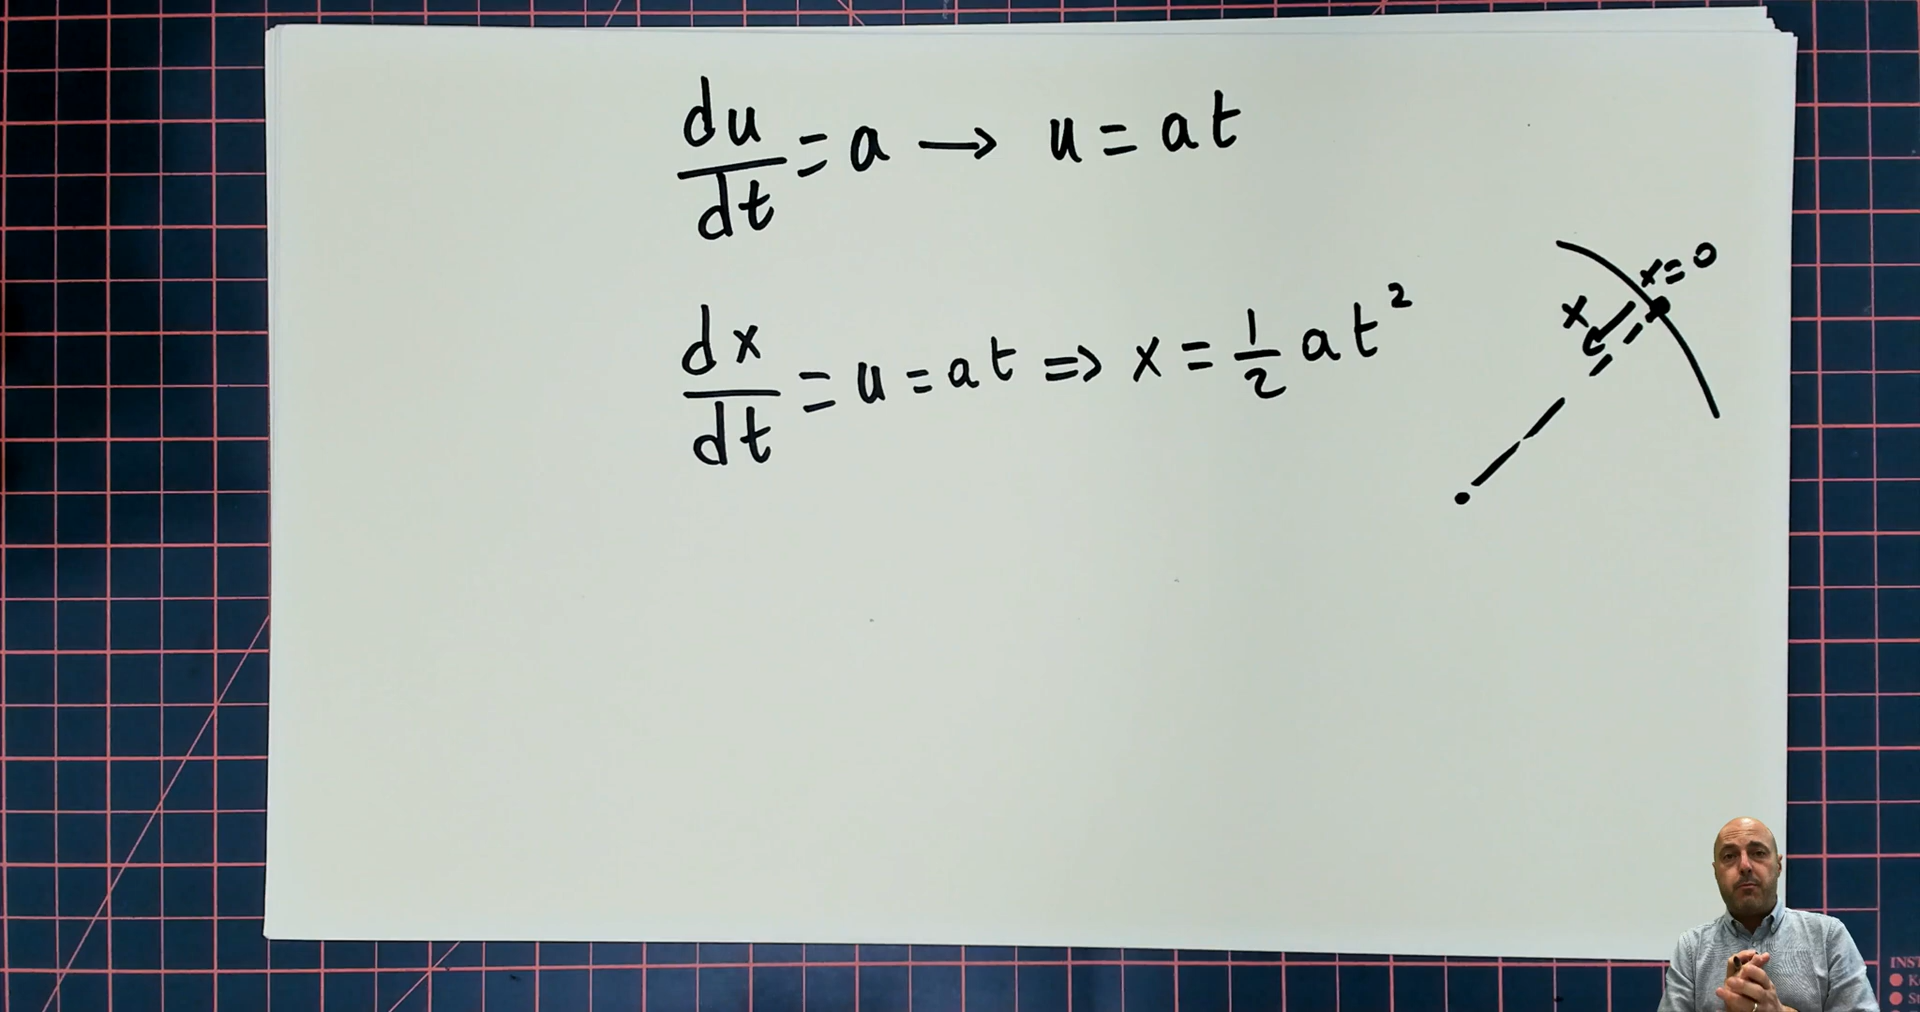 du/dt = a → u = at
x = 0
x
dx/dt = u = at ⇒ x = 1/2 at²